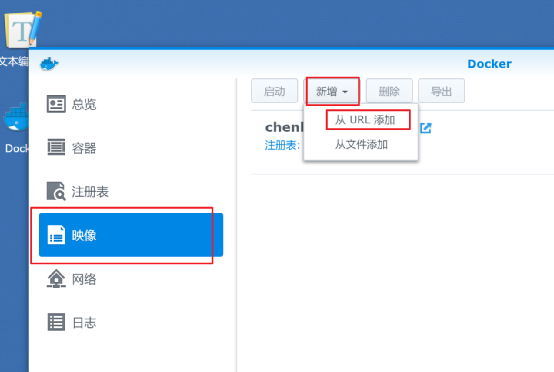 文本编
Dock
Docker
总览
容器
注册表
映像
网络
日志
启动 新增 删除 导出
从 URL 添加
从文件添加
chenl
注册表: